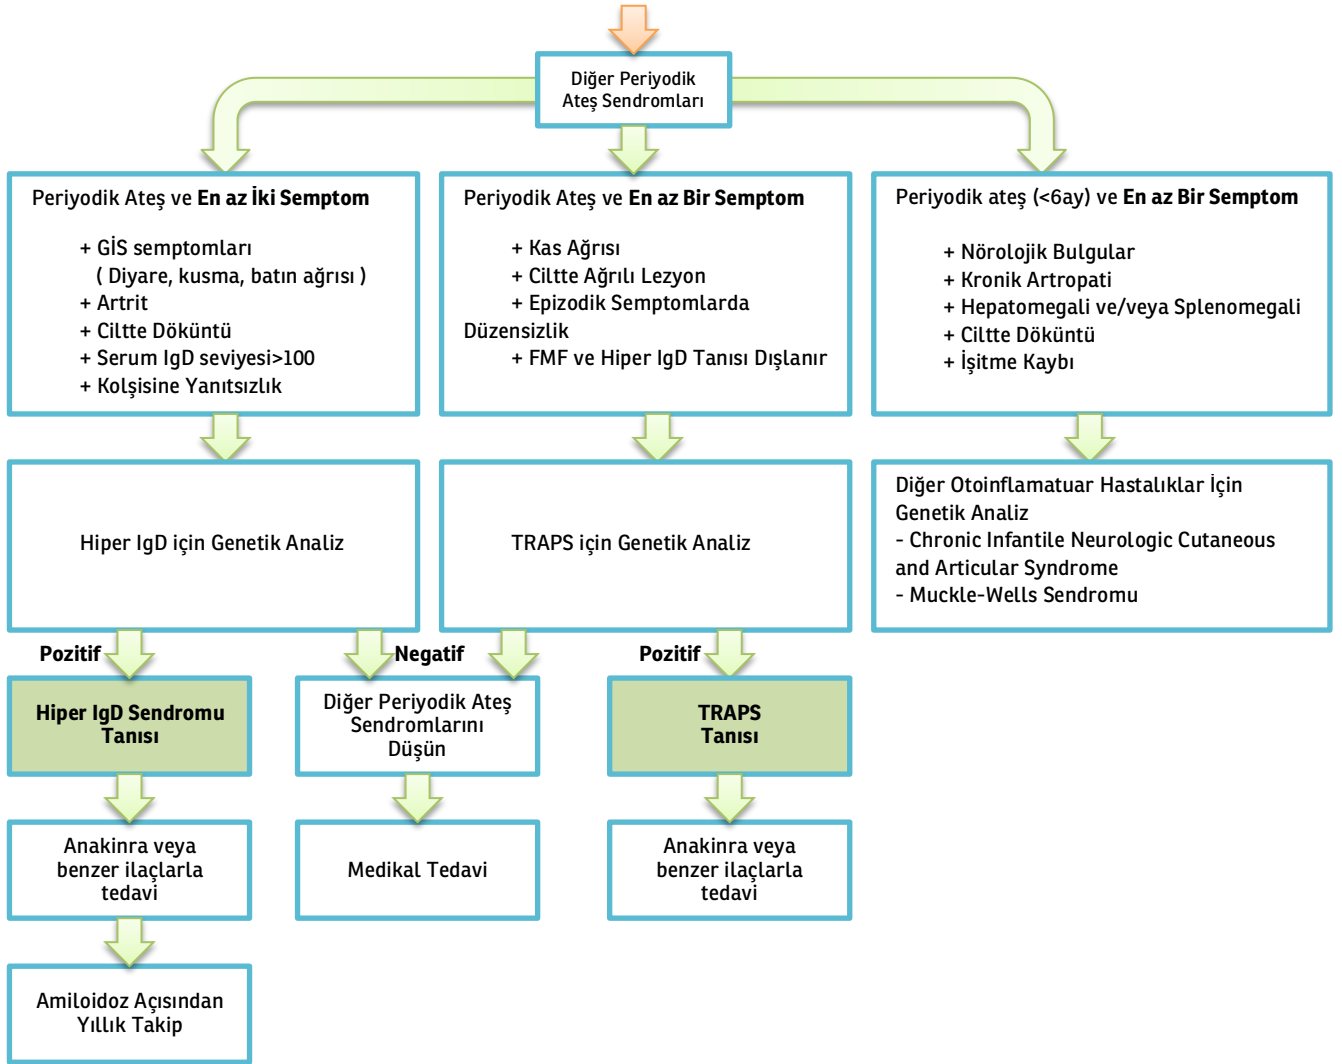 Diğer Periyodik
Ateş Sendromları
Periyodik Ateş ve En az İki Semptom
+ GİS semptomları
( Diyare, kusma, batın ağrısı )
+ Artrit
+ Ciltte Döküntü
+ Serum IgD seviyesi>100
+ Kolşisine Yanıtsızlık
Periyodik Ateş ve En az Bir Semptom
+ Kas Ağrısı
+ Ciltte Ağrılı Lezyon
+ Epizodik Semptomlarda
Düzensizlik
+ FMF ve Hiper IgD Tanısı Dışlanır
Periyodik ateş (<6ay) ve En az Bir Semptom
+ Nörolojik Bulgular
+ Kronik Artropati
+ Hepatomegali ve/veya Splenomegali
+ Ciltte Döküntü
+ İşitme Kaybı
Hiper IgD için Genetik Analiz
TRAPS için Genetik Analiz
Diğer Otoinflamatuar Hastalıklar İçin
Genetik Analiz
- Chronic Infantile Neurologic Cutaneous
and Articular Syndrome
- Muckle-Wells Sendromu
Pozitif
Negatif
Pozitif
Hiper IgD Sendromu
Tanısı
Diğer Periyodik Ateş
Sendromlarını
Düşün
TRAPS
Tanısı
Anakinra veya
benzer ilaçlarla
tedavi
Medikal Tedavi
Anakinra veya
benzer ilaçlarla
tedavi
Amiloidoz Açısından
Yıllık Takip